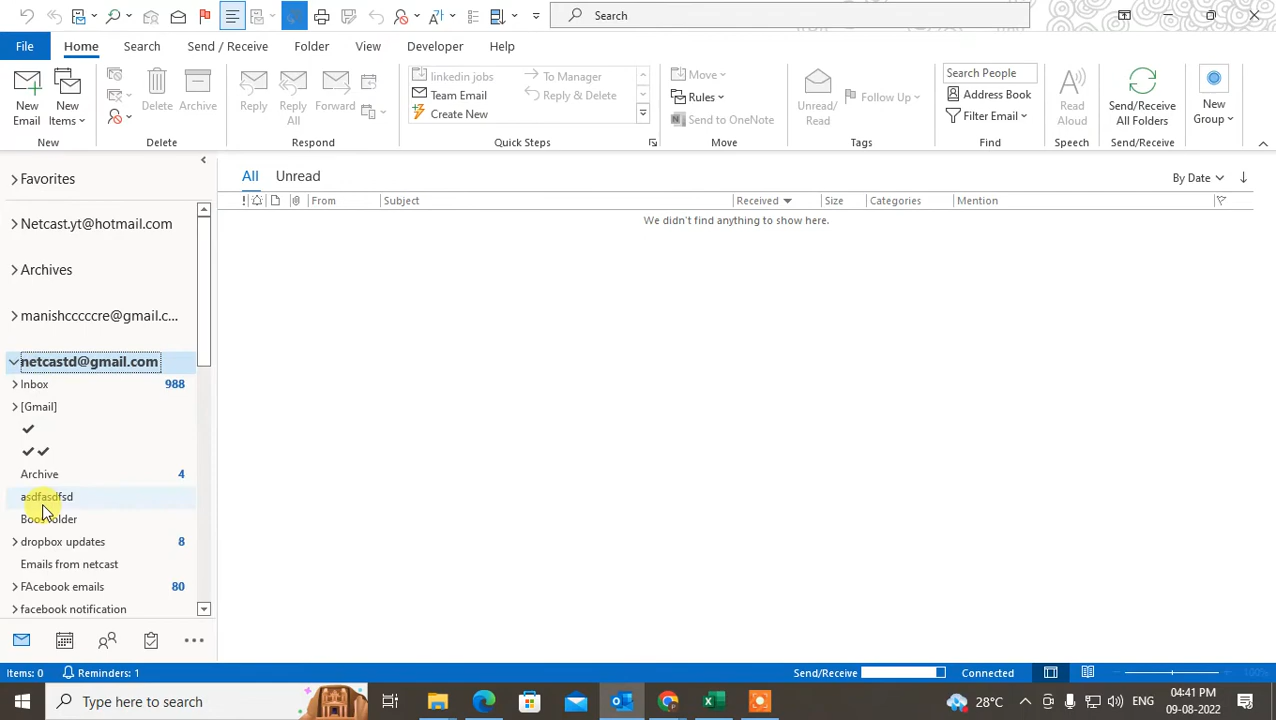 Search
File Home Search Send / Receive Folder View Developer Help
New Email
New Items
Delete
Archive
Reply
Reply All
Forward
linkedin jobs
To Manager
Team Email
Reply & Delete
Create New
Move
Rules
Send to OneNote
Unread/ Read
Follow Up
Search People
Address Book
Filter Email
Read Aloud
Send/Receive All Folders
New Group
New Delete Respond Quick Steps Move Tags Find Speech Send/Receive
Favorites
All Unread
By Date
! From Subject Received Size Categories Mention
We didn't find anything to show here.
Netcast.yt@hotmail.com
Archives
manishcccccre@gmail.c...
netcastd@gmail.com
Inbox 988
[Gmail]
Archive 4
asdfasdfsd
dropbox updates 8
Emails from netcast
FAcebook emails 80
facebook notification
Items: 0 Reminders: 1 Send/Receive Connected 100%
Type here to search 28°C ENG 04:41 PM
09-08-2022